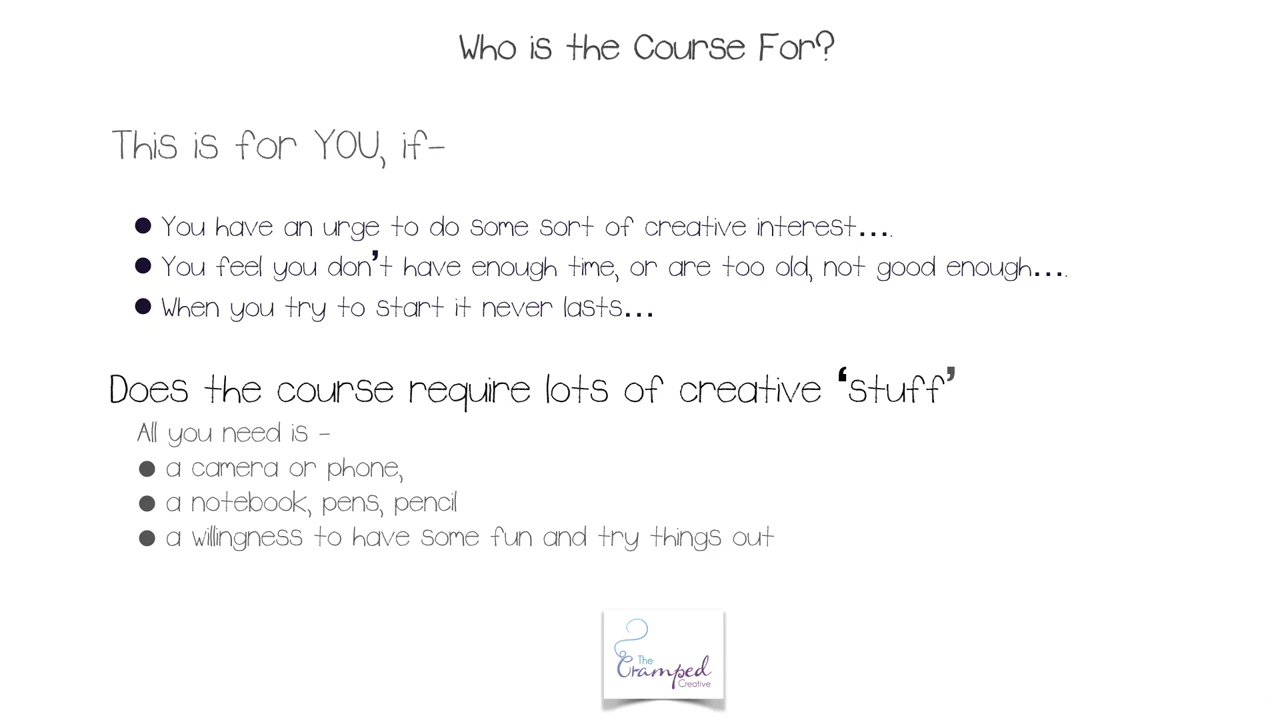 Who is the Course For?
This is for YOU, if-
● You have an urge to do some sort of creative interest....
● You feel you don't have enough time, or are too old, not good enough....
● When you try to start it never lasts...
Does the course require lots of creative ‘stuff’
All you need is -
● a camera or phone,
● a notebook, pens, pencil
● a willingness to have some fun and try things out
The
Cramped
Creative